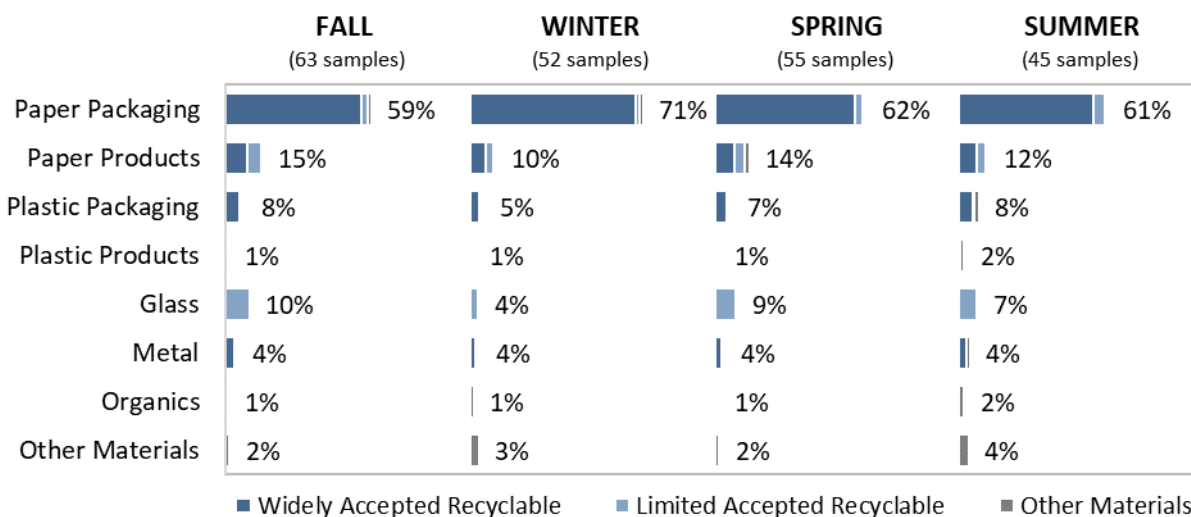 FALL WINTER SPRING SUMMER
(63 samples) (52 samples) (55 samples) (45 samples)
Paper Packaging 59% 71% 62% 61%
Paper Products 15% 10% 14% 12%
Plastic Packaging 8% 5% 7% 8%
Plastic Products 1% 1% 1% 2%
Glass 10% 4% 9% 7%
Metal 4% 4% 4% 4%
Organics 1% 1% 1% 2%
Other Materials 2% 3% 2% 4%
Widely Accepted Recyclable Limited Accepted Recyclable Other Materials